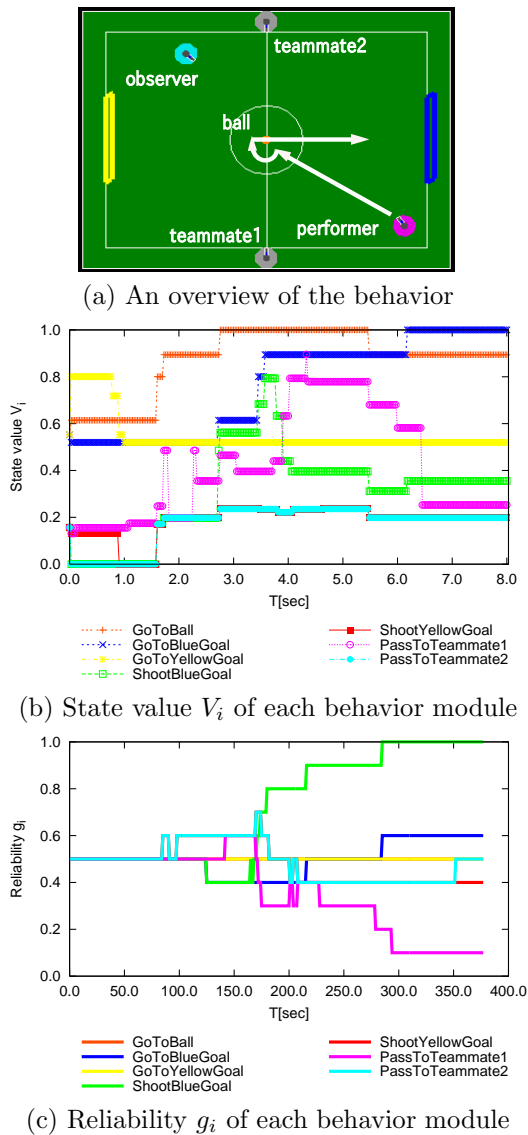 teammate2
observer
ball
teammate1
performer
(a) An overview of the behavior
1.0
0.8
0.6
0.4
0.2
0.0
State value Vi
0.0 1.0 2.0 3.0 4.0 5.0 6.0 7.0 8.0
T[sec]
GoToBall
GoToBlueGoal
GoToYellowGoal
ShootBlueGoal
ShootYellowGoal
PassToTeammate1
PassToTeammate2
(b) State value Vi of each behavior module
1.0
0.8
0.6
0.4
0.2
0.0
Reliability gi
0.0 50.0 100.0 150.0 200.0 250.0 300.0 350.0 400.0
T[sec]
GoToBall
GoToBlueGoal
GoToYellowGoal
ShootBlueGoal
ShootYellowGoal
PassToTeammate1
PassToTeammate2
(c) Reliability gi of each behavior module